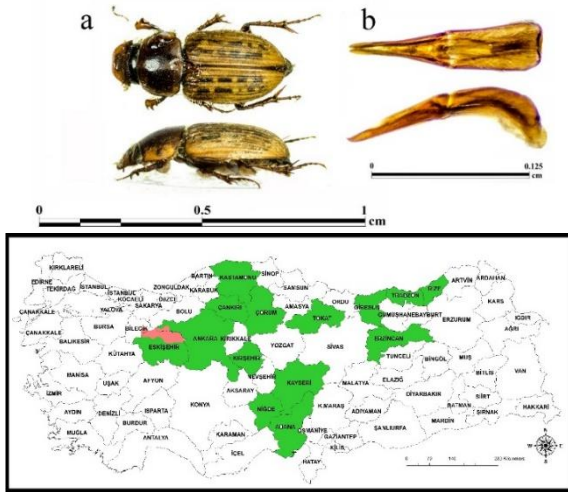 a
b
0 0.5 1
cm
0 0.125
cm
KIRKLARELİ
EDİRNE
TEKİRDAĞ
İSTANBUL
İSTANBUL
KOCAELİ
SAKARYA
DÜZCE
ZONGULDAK
BARTIN
KARABÜK
KASTAMONU
SİNOP
SAMSUN
ORDU
GİRESUN
TRABZON
RİZE
ARTVİN
ARDAHAN
KARS
IĞDIR
AĞRI
ÇANAKKALE
ÇANAKKALE
YALOVA
BURSA
BİLECİK
BOLU
ÇANKIRI
ÇORUM
AMASYA
TOKAT
GÜMÜŞHANE
BAYBURT
ERZURUM
ERZİNCAN
BALIKESİR
KÜTAHYA
ESKİŞEHİR
ANKARA
KIRIKKALE
YOZGAT
SİVAS
TUNCELİ
BİNGÖL
MUŞ
BİTLİS
VAN
MANİSA
UŞAK
AFYON
KIRŞEHİR
NEVŞEHİR
KAYSERİ
MALATYA
ELAZIĞ
DİYARBAKIR
BATMAN
SİİRT
ŞIRNAK
HAKKARİ
İZMİR
AYDIN
DENİZLİ
ISPARTA
BURDUR
KONYA
AKSARAY
NİĞDE
K.MARAŞ
ADIYAMAN
ŞANLIURFA
MARDİN
MUĞLA
ANTALYA
KARAMAN
İÇEL
ADANA
OSMANİYE
GAZİANTEP
KİLİS
HATAY
N
W E
S